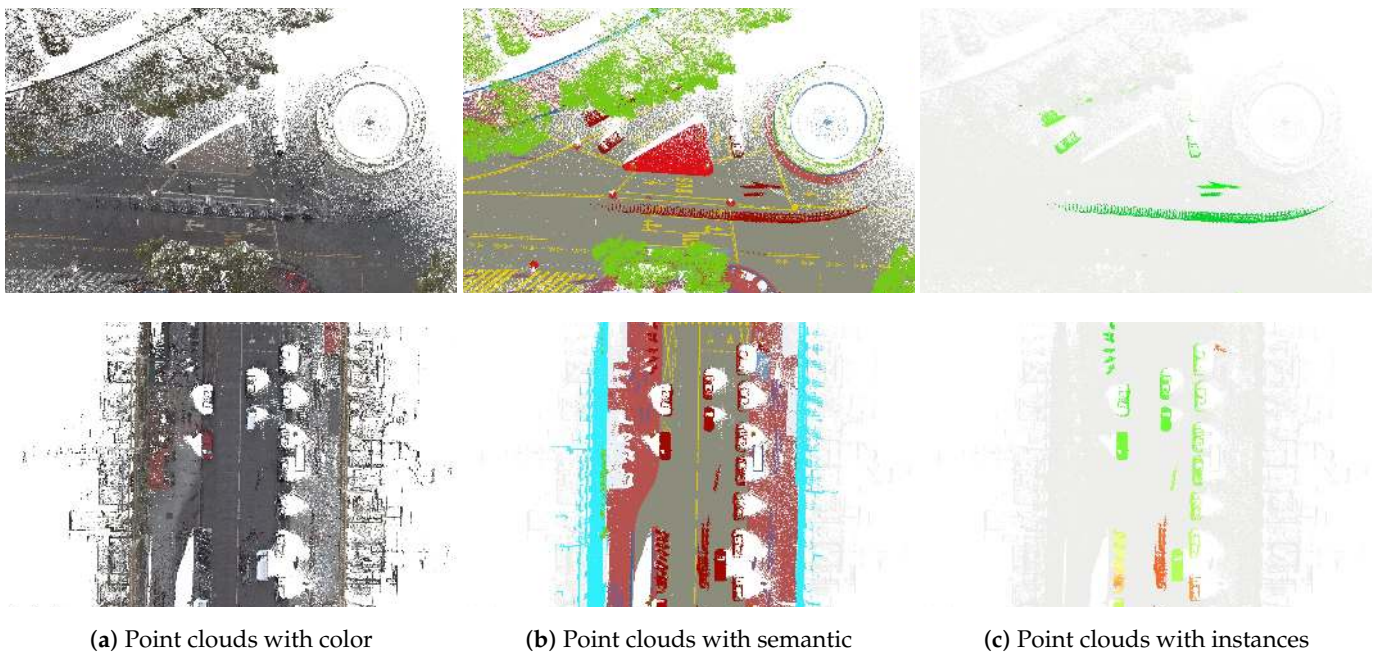 (a) Point clouds with color
(b) Point clouds with semantic
(c) Point clouds with instances